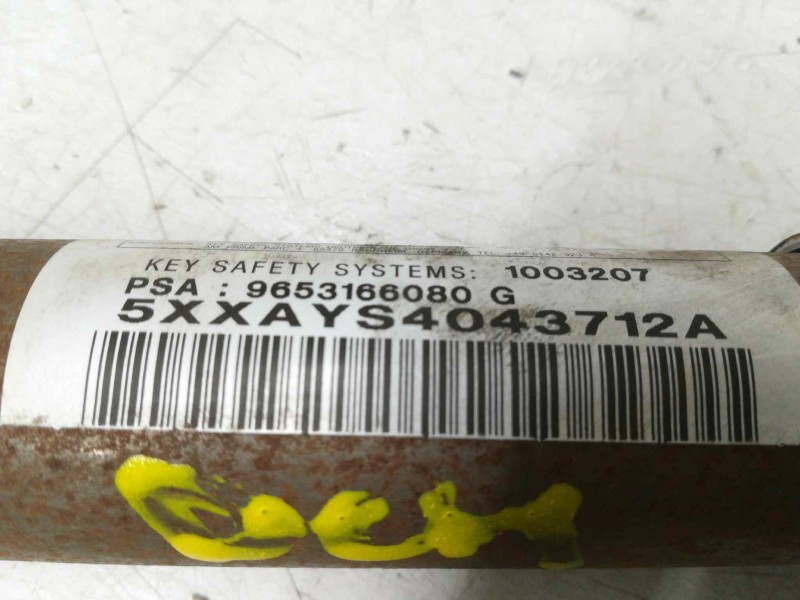 KEY SAFETY SYSTEMS: 1003207
PSA : 9653166080 G
5XXAYS4043712A